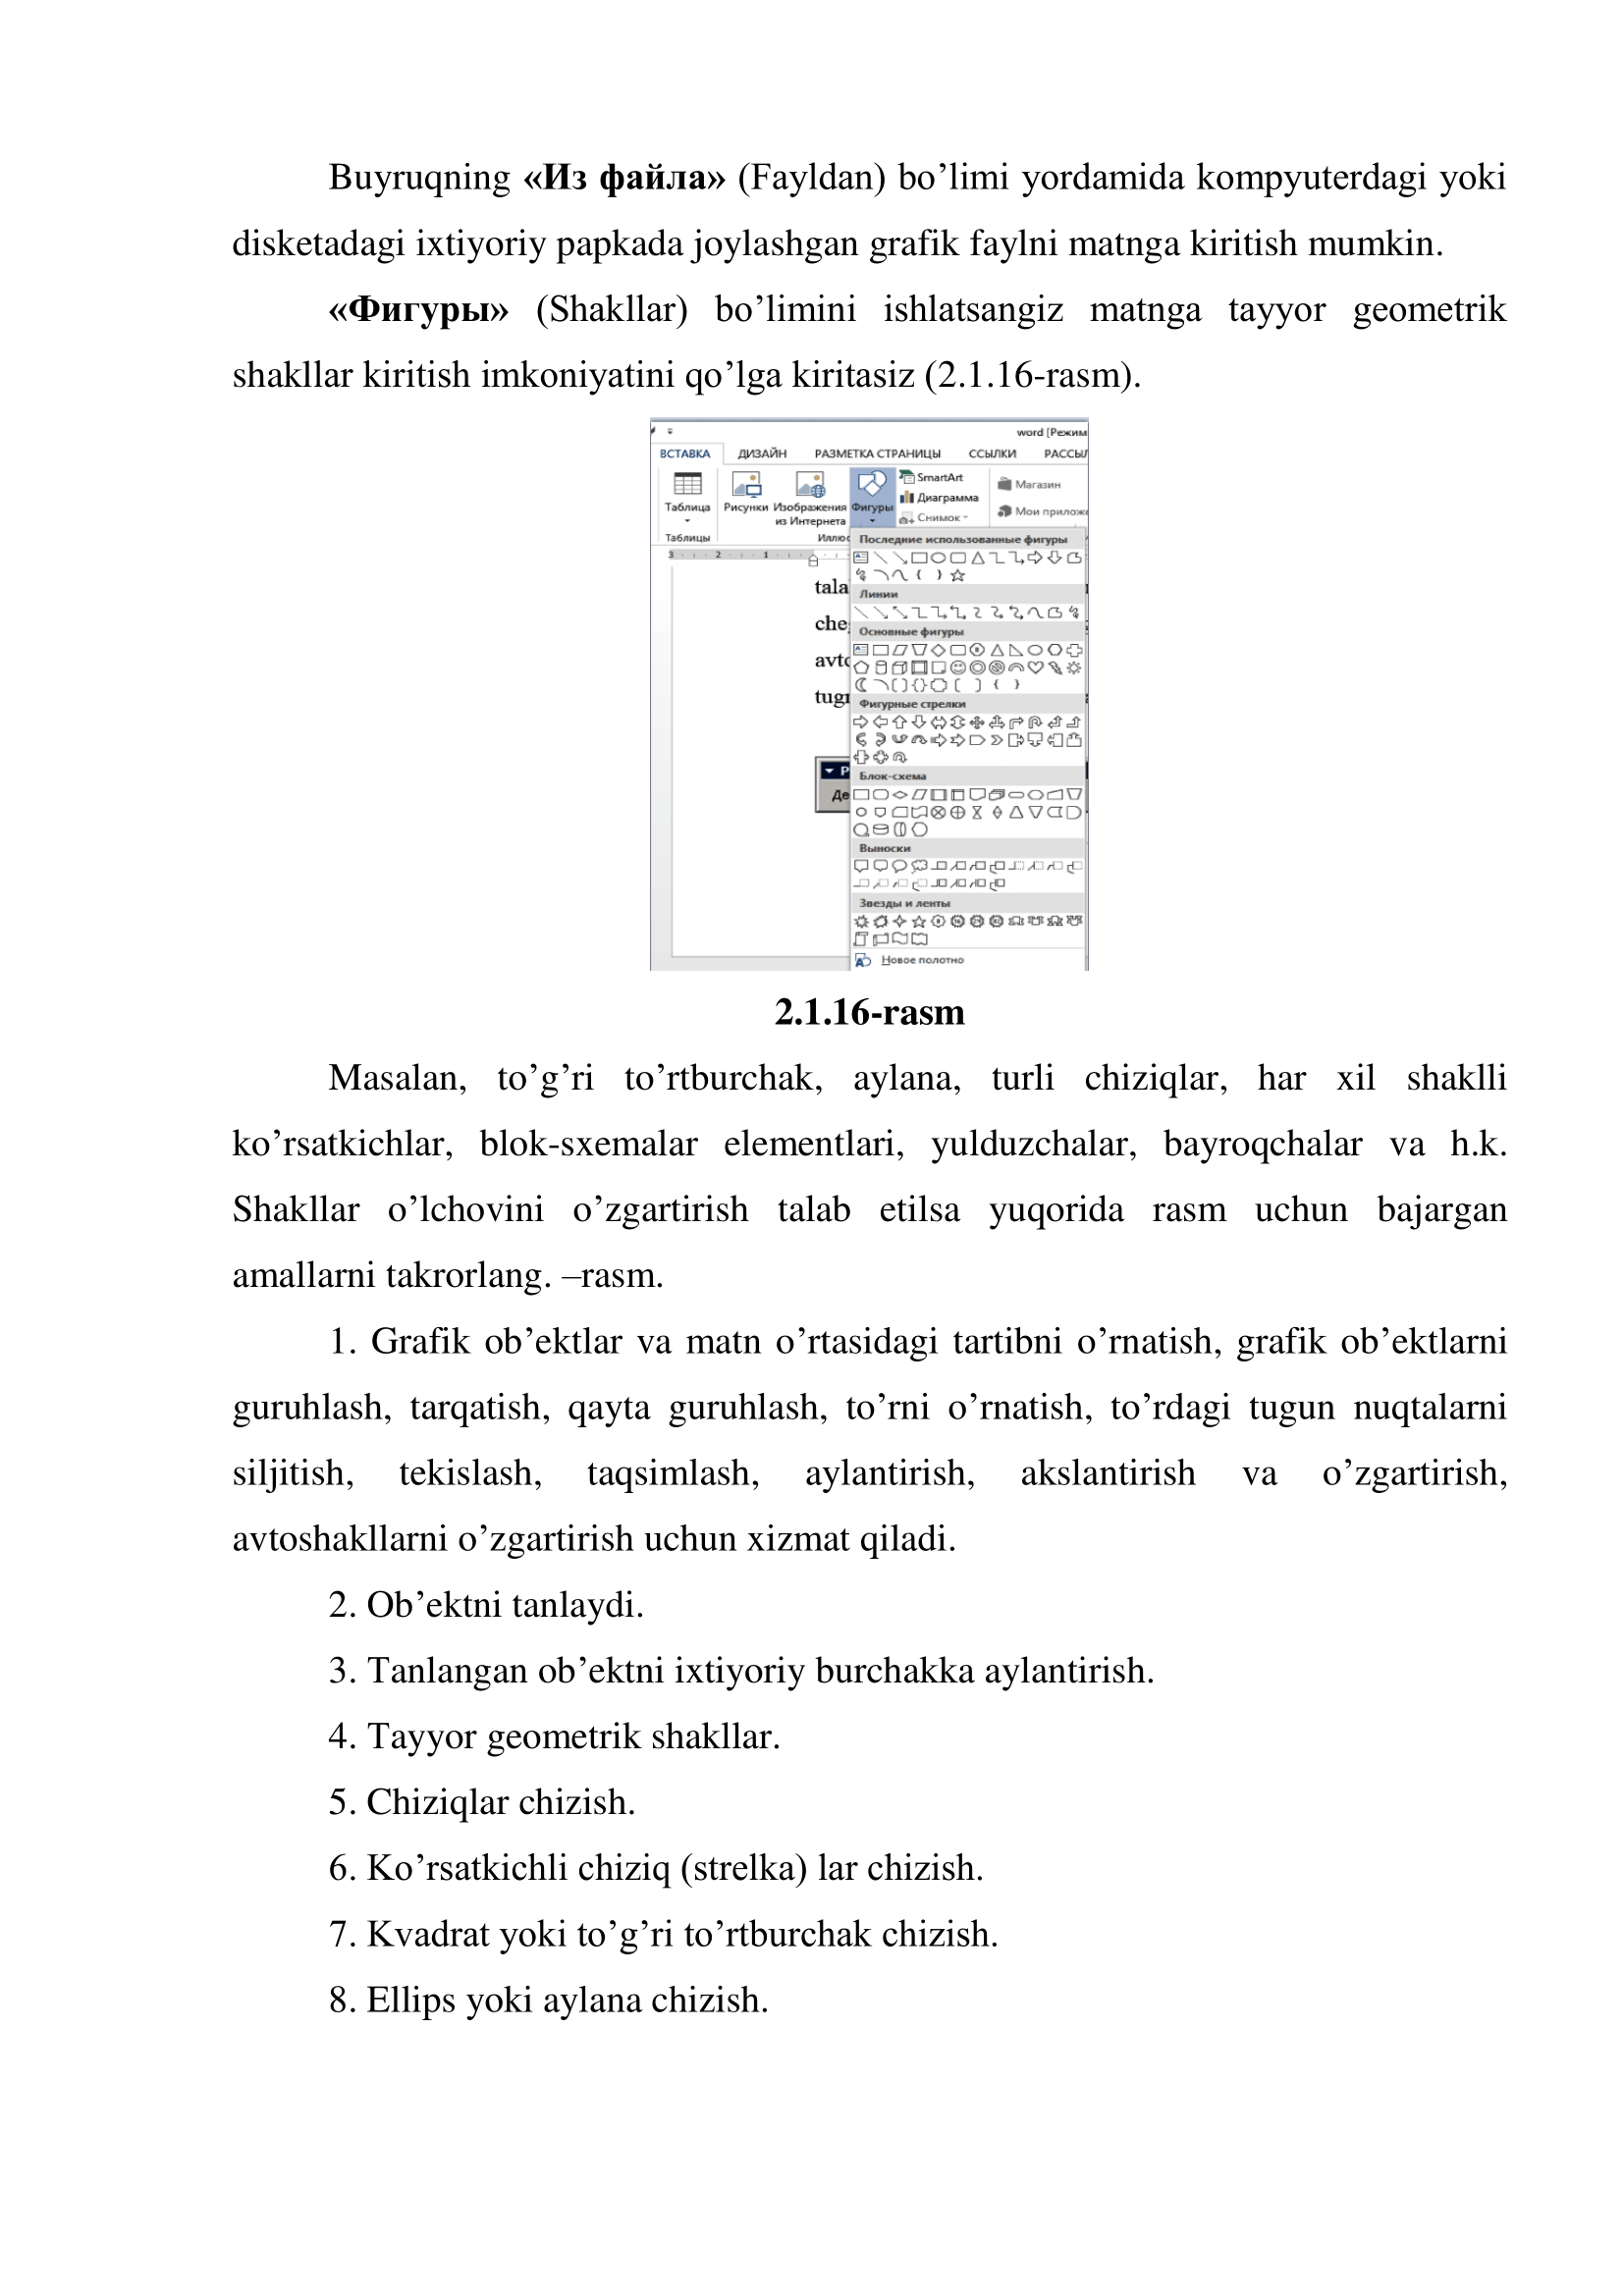 Buyruqning «Из файла» (Fayldan) bo’limi yordamida kompyuterdagi yoki
disketadagi ixtiyoriy papkada joylashgan grafik faylni matnga kiritish mumkin.
«Фигуры» (Shakllar) bo’limini ishlatsangiz matnga tayyor geometrik
shakllar kiritish imkoniyatini qo’lga kiritasiz (2.1.16-rasm).
word [Режим
ВСТАВКА ДИЗАЙН РАЗМЕТКА СТРАНИЦЫ ССЫЛКИ РАССЫЛ
Таблица Рисунки Изображения из Интернета Фигуры
SmartArt
Диаграмма
Снимок
Магазин
Мои прилож
Таблицы Иллюс
3 2 1
tala
che
avto
tugr
Р
Де
Последние использованные фигуры
Линии
Основные фигуры
Фигурные стрелки
Блок-схема
Выноски
Звезды и ленты
Новое полотно
2.1.16-rasm
Masalan, to’g’ri to’rtburchak, aylana, turli chiziqlar, har xil shaklli
ko’rsatkichlar, blok-sxemalar elementlari, yulduzchalar, bayroqchalar va h.k.
Shakllar o’lchovini o’zgartirish talab etilsa yuqorida rasm uchun bajargan
amallarni takrorlang. –rasm.
1. Grafik ob’ektlar va matn o’rtasidagi tartibni o’rnatish, grafik ob’ektlarni
guruhlash, tarqatish, qayta guruhlash, to’rni o’rnatish, to’rdagi tugun nuqtalarni
siljitish, tekislash, taqsimlash, aylantirish, akslantirish va o’zgartirish,
avtoshakllarni o’zgartirish uchun xizmat qiladi.
2. Ob’ektni tanlaydi.
3. Tanlangan ob’ektni ixtiyoriy burchakka aylantirish.
4. Tayyor geometrik shakllar.
5. Chiziqlar chizish.
6. Ko’rsatkichli chiziq (strelka) lar chizish.
7. Kvadrat yoki to’g’ri to’rtburchak chizish.
8. Ellips yoki aylana chizish.